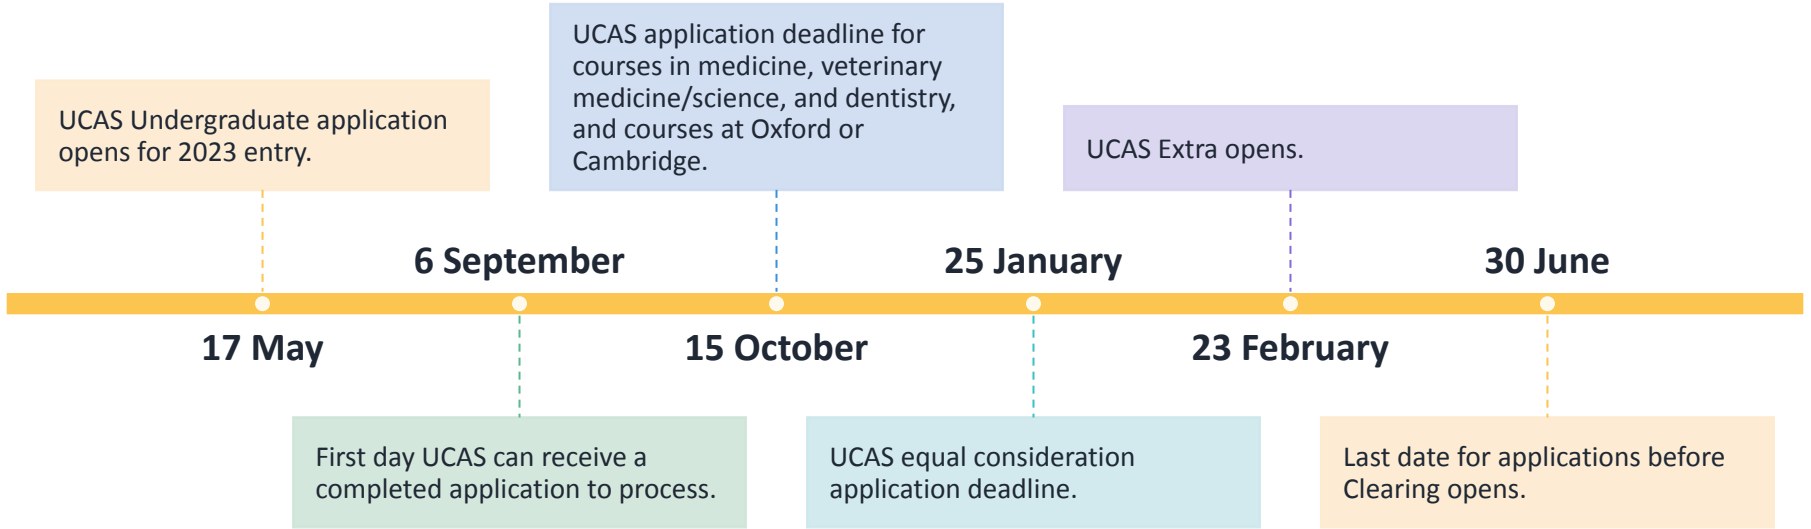 UCAS Undergraduate application
opens for 2023 entry.
UCAS application deadline for
courses in medicine, veterinary
medicine/science, and dentistry,
and courses at Oxford or
Cambridge.
UCAS Extra opens.
6 September
25 January
30 June
17 May
15 October
23 February
First day UCAS can receive a
completed application to process.
UCAS equal consideration
application deadline.
Last date for applications before
Clearing opens.